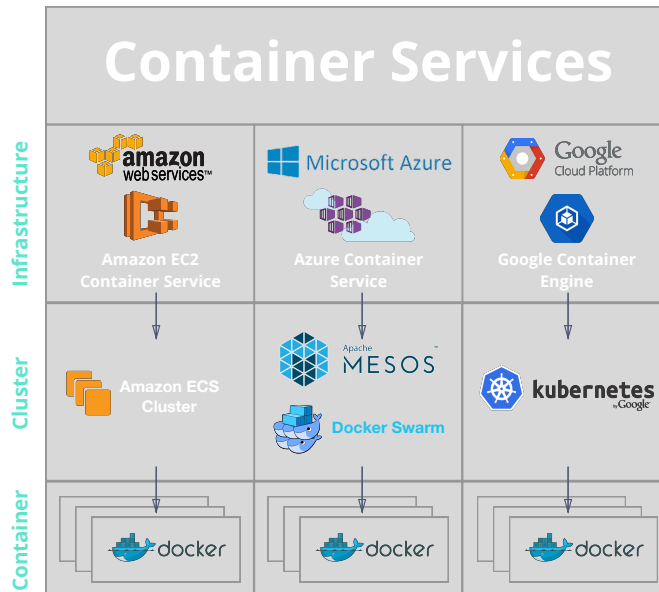 Container Services
Infrastructure
amazon
web services™
Amazon EC2
Container Service
Microsoft Azure
Azure Container
Service
Google
Cloud Platform
Google Container
Engine
Cluster
Amazon ECS
Cluster
Apache
MESOS™
Docker Swarm
kubernetes
by Google
Container
docker
docker
docker